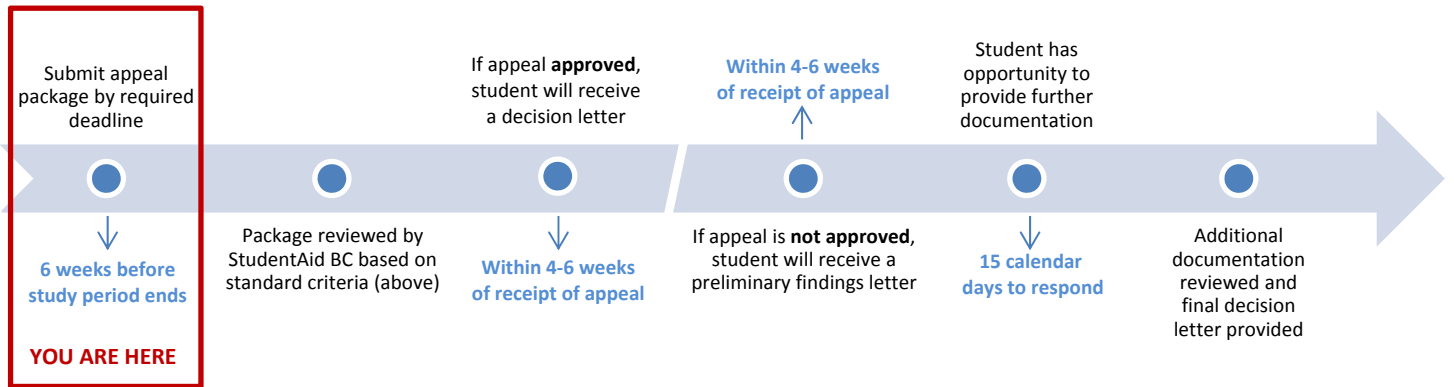 Submit appeal
package by required
deadline
6 weeks before
study period ends
YOU ARE HERE
Package reviewed by
StudentAid BC based on
standard criteria (above)
If appeal approved,
student will receive
a decision letter
Within 4-6 weeks
of receipt of appeal
Within 4-6 weeks
of receipt of appeal
If appeal is not approved,
student will receive a
preliminary findings letter
Student has
opportunity to
provide further
documentation
15 calendar
days to respond
Additional
documentation
reviewed and
final decision
letter provided